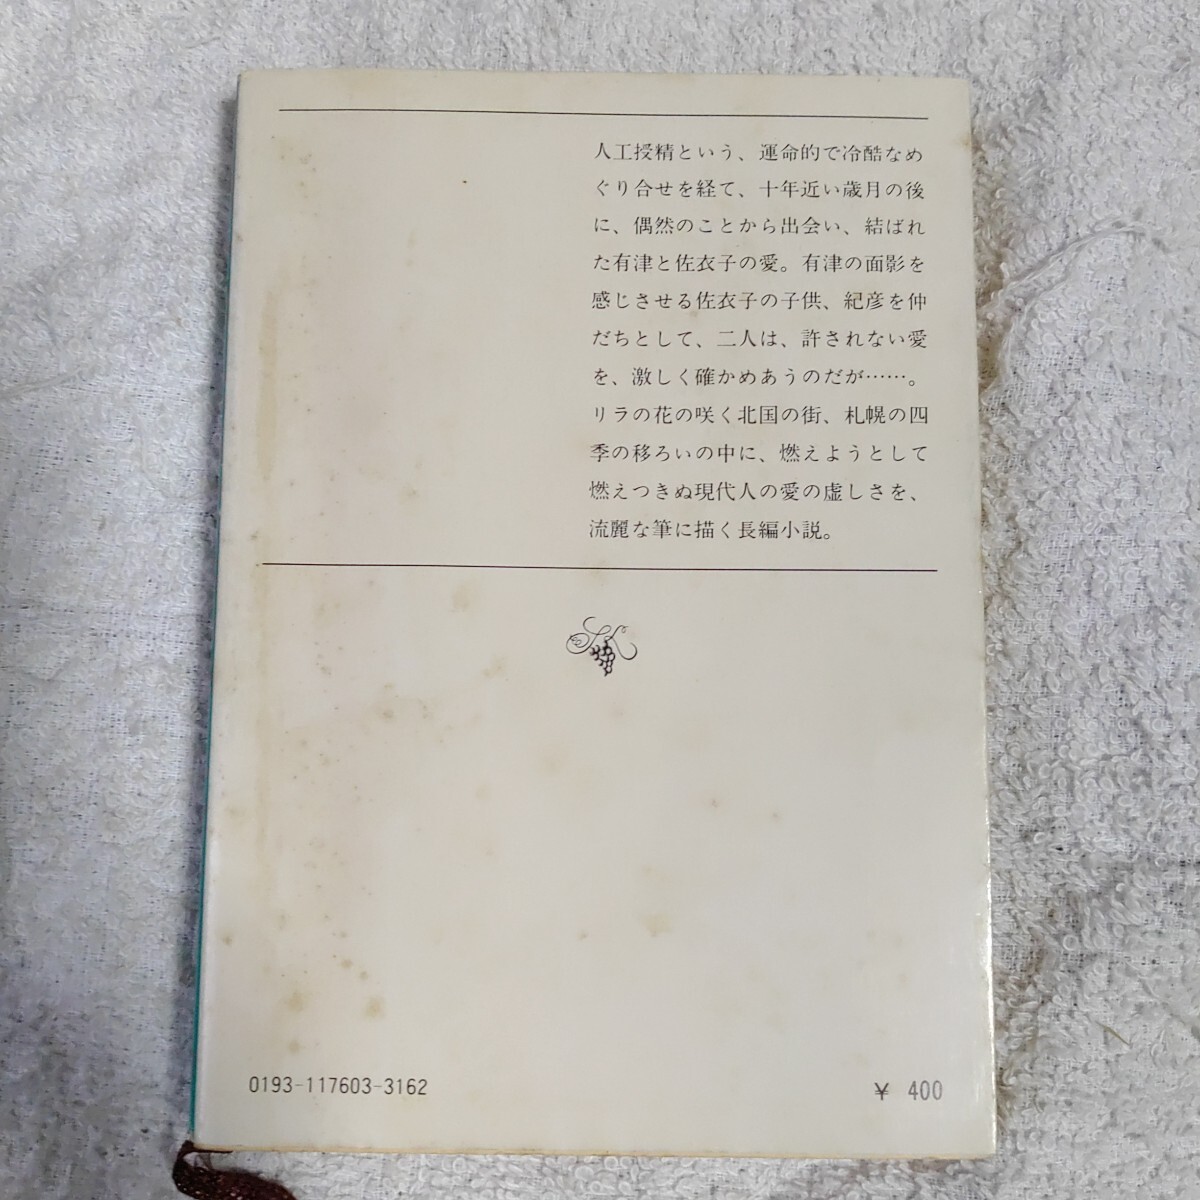 人工授精という、運命的で冷酷なめ
ぐり合せを経て、十年近い歳月の後
に、偶然のことから出会い、結ばれ
た有津と佐衣子の愛。有津の面影を
感じさせる佐衣子の子供、紀彦を仲
だちとして、二人は、許されない愛
を、激しく確かめあうのだが……。
リラの花の咲く北国の街、札幌の四
季の移ろいの中に、燃えようとして
燃えつきぬ現代人の愛の虚しさを、
流麗な筆に描く長編小説。
0193-117603-3162
¥ 400